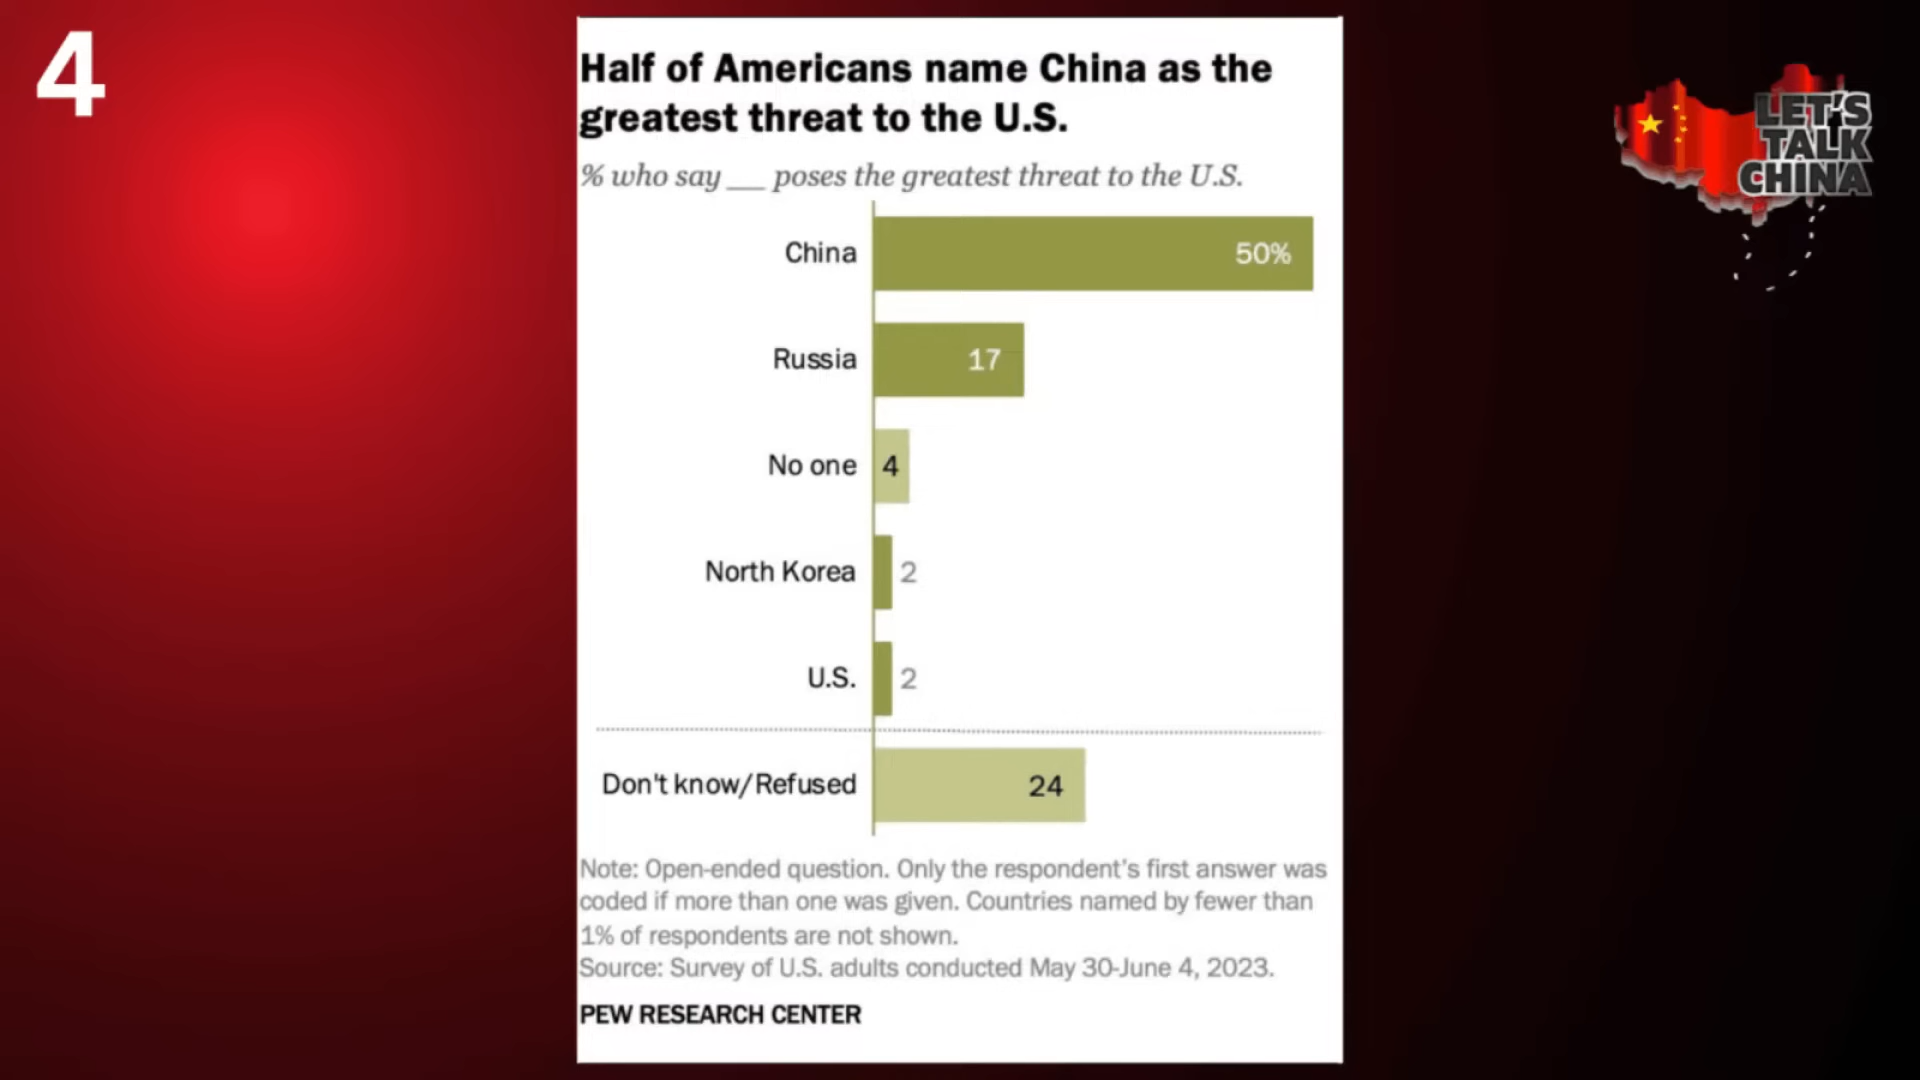 4
LET'S
TALK
CHINA
Half of Americans name China as the
greatest threat to the U.S.
% who say __ poses the greatest threat to the U.S.
China 50%
Russia 17
No one 4
North Korea 2
U.S. 2
Don't know/Refused 24
Note: Open-ended question. Only the respondent's first answer was
coded if more than one was given. Countries named by fewer than
1% of respondents are not shown.
Source: Survey of U.S. adults conducted May 30-June 4, 2023.
PEW RESEARCH CENTER